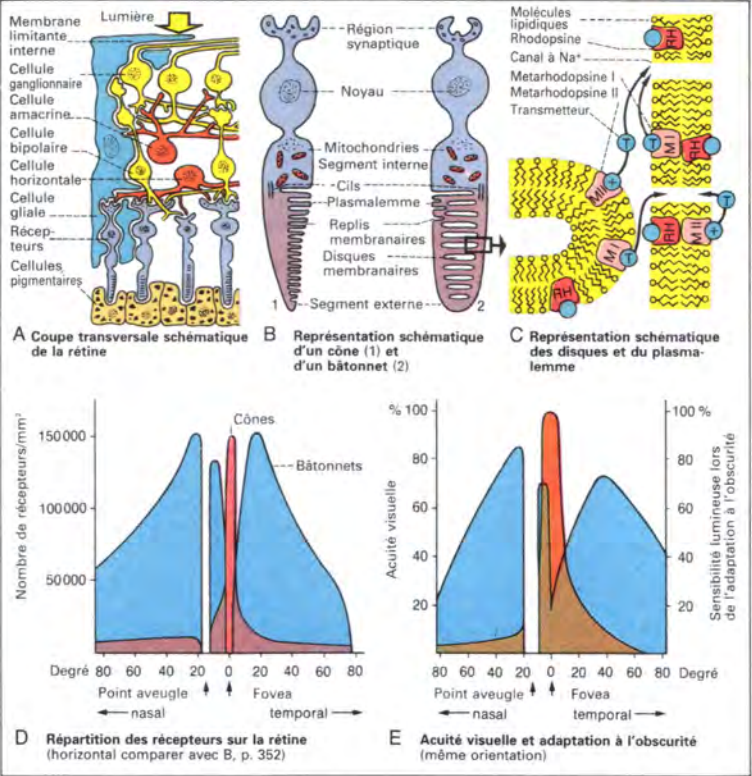 Membrane
limitante
interne
Lumière
Cellule
ganglionnaire
Cellule
amacrine
Cellule
bipolaire
Cellule
horizontale
Cellule
gliale
Récep-
teurs
Cellules
pigmentaires
A Coupe transversale schématique
de la rétine
Région
synaptique
Noyau
Mitochondries
Segment interne
Cils
Plasmalemme
Replis
membranaires
Disques
membranaires
1 Segment externe 2
B Représentation schématique
d'un cône (1) et
d'un bâtonnet (2)
Molécules
lipidiques
Rhodopsine
Canal à Na+
Metarhodopsine I
Metarhodopsine II
Transmetteur
RH
T
T
MI
RH
MII
+
T
RH
MII
+
MI
T
RH
C Représentation schématique
des disques et du plasma-
lemme
Nombre de récepteurs/mm²
150000
100000
50000
Cônes
Bâtonnets
Degré 80 60 40 20 0 20 40 60 80
Point aveugle Fovea
nasal temporal
D Répartition des récepteurs sur la rétine
(horizontal comparer avec B, p. 352)
Acuité visuelle
% 100
80
60
40
20
100 %
80
60
40
20
Sensibilité lumineuse lors
de l'adaptation à l'obscurité
80 60 40 20 0 20 40 60 80 Degré
Point aveugle Fovea
nasal temporal
E Acuité visuelle et adaptation à l'obscurité
(même orientation)